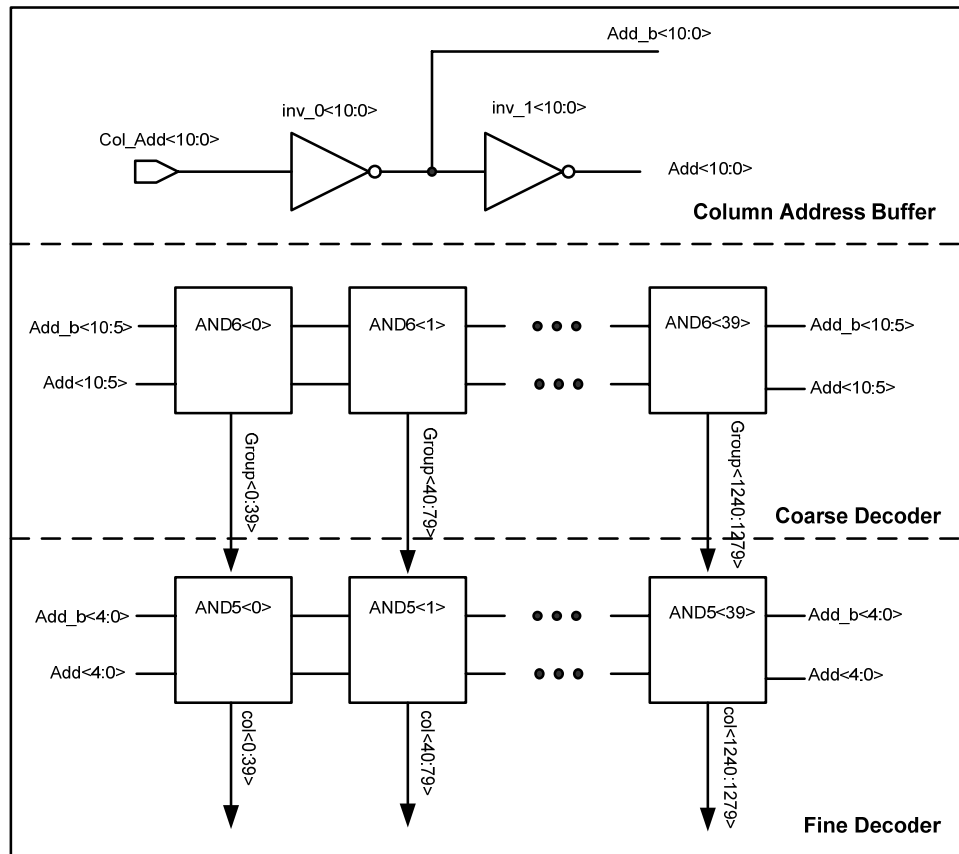 Add_b<10:0>
inv_0<10:0>
inv_1<10:0>
Col_Add<10:0>
Add<10:0>
Column Address Buffer
AND6<0>
AND6<1>
AND6<39>
Add_b<10:5>
Add_b<10:5>
Add<10:5>
Add<10:5>
Group<0:39>
Group<40:79>
Group<1240:1279>
Coarse Decoder
AND5<0>
AND5<1>
AND5<39>
Add_b<4:0>
Add_b<4:0>
Add<4:0>
Add<4:0>
col<0:39>
col<40:79>
col<1240:1279>
Fine Decoder